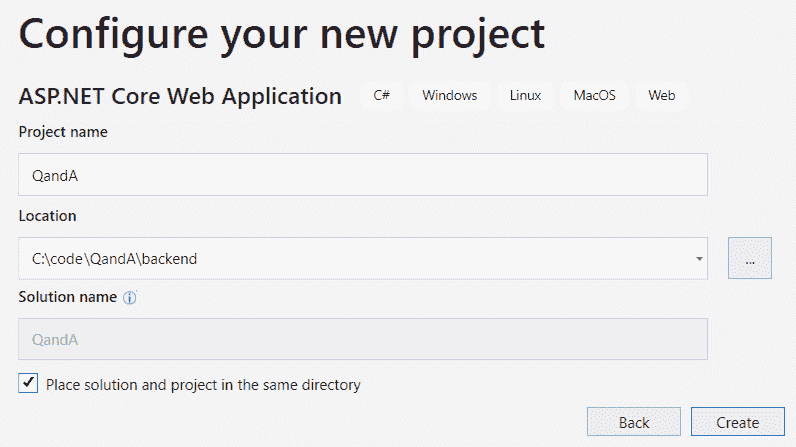 Configure your new project
ASP.NET Core Web Application C# Windows Linux MacOS Web
Project name
QandA
Location
C:\code\QandA\backend
...
Solution name
QandA
Place solution and project in the same directory
Back Create